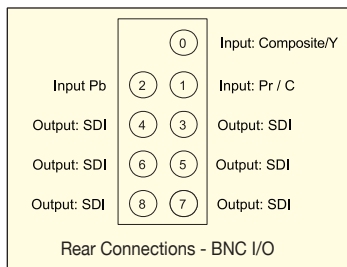 0 Input: Composite/Y
Input Pb 2 1 Input: Pr / C
Output: SDI 4 3 Output: SDI
Output: SDI 6 5 Output: SDI
Output: SDI 8 7 Output: SDI
Rear Connections - BNC I/O